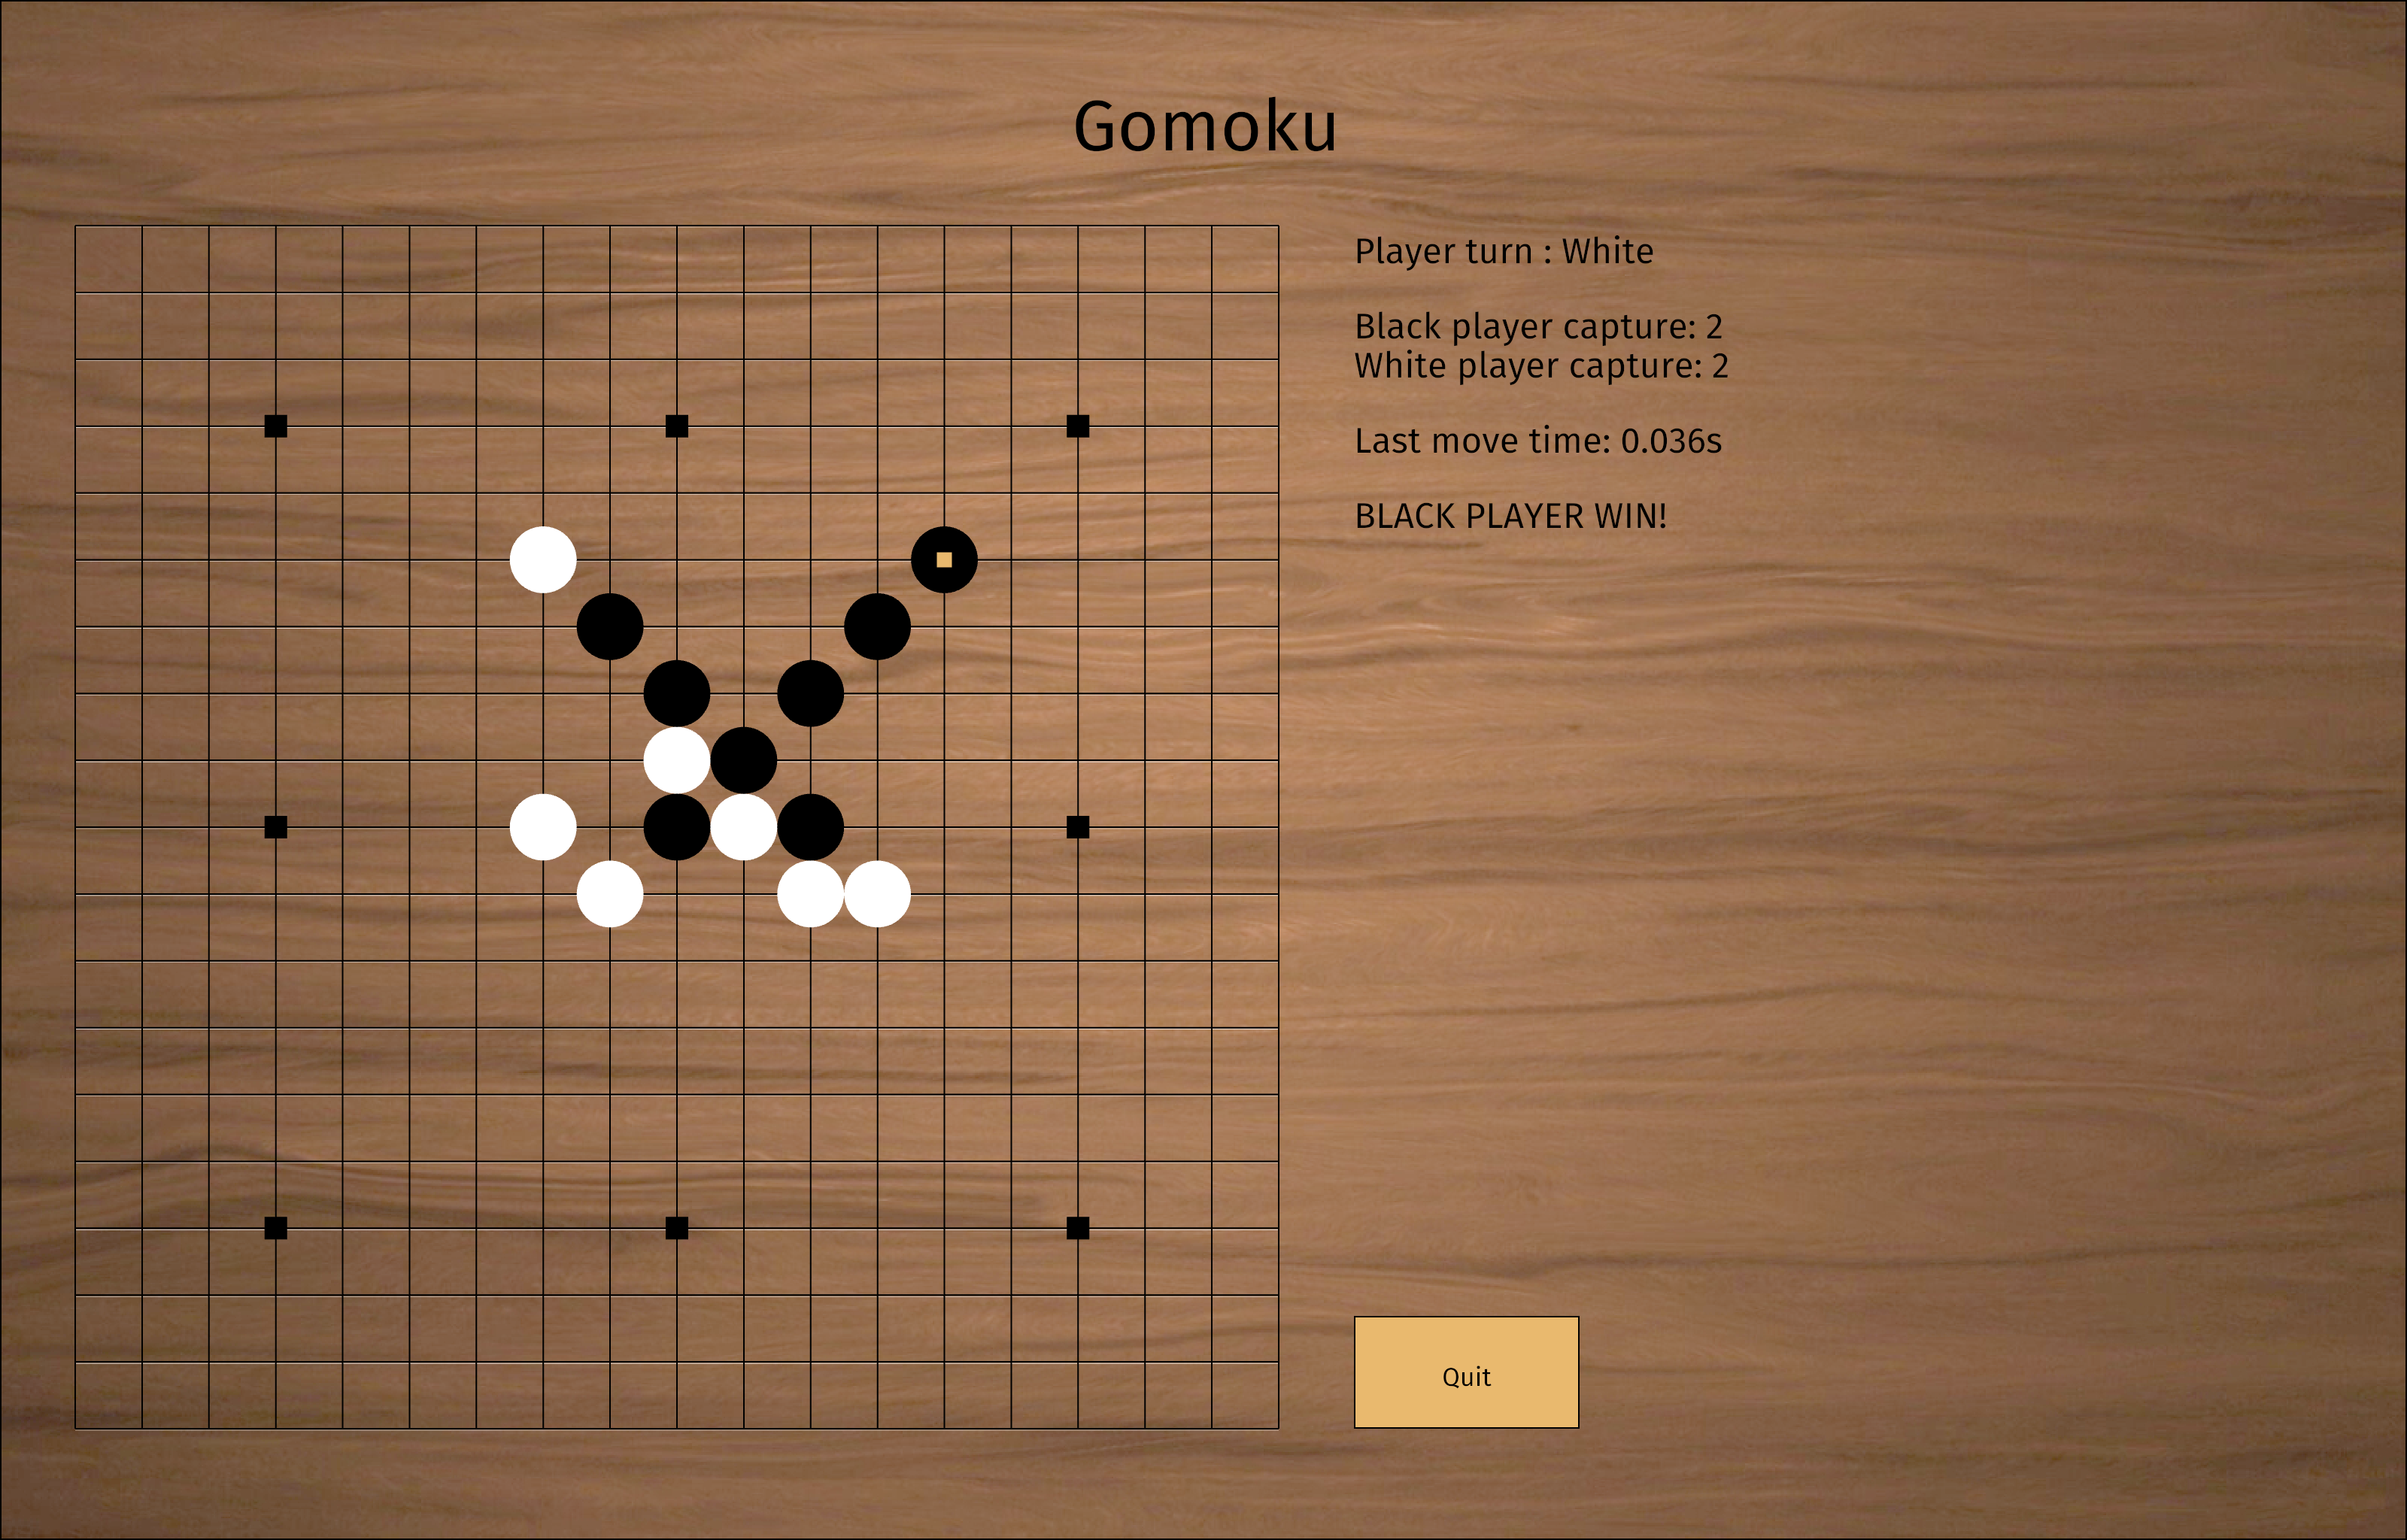 Gomoku
Player turn : White
Black player capture: 2
White player capture: 2
Last move time: 0.036s
BLACK PLAYER WIN!
Quit